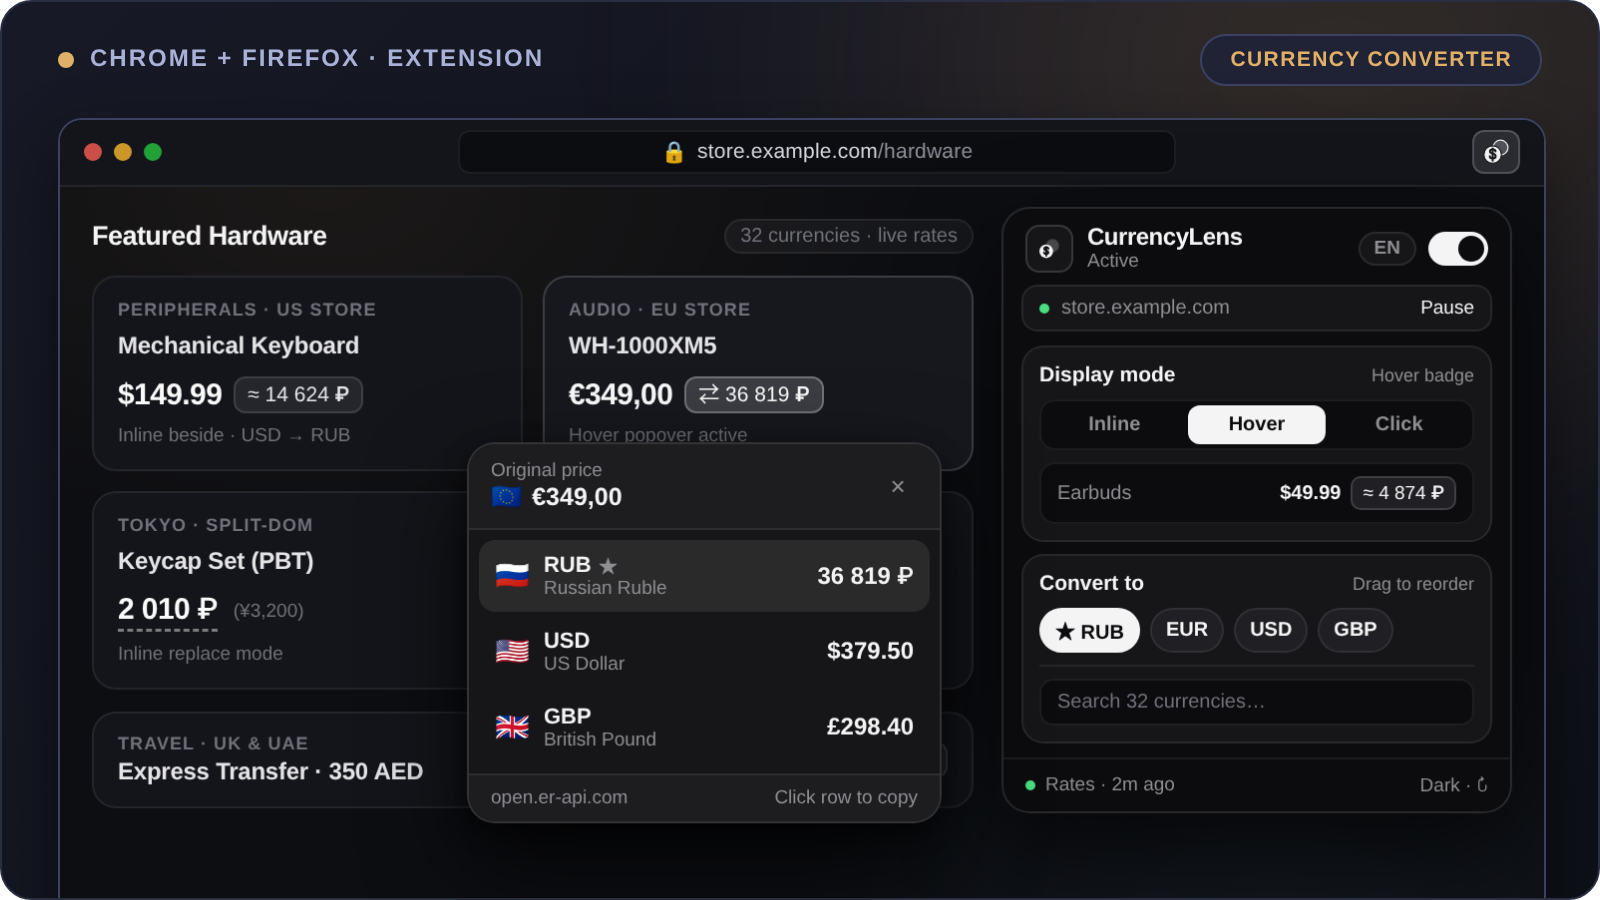 CHROME + FIREFOX · EXTENSION
CURRENCY CONVERTER
store.example.com/hardware
Featured Hardware
32 currencies · live rates
PERIPHERALS · US STORE
Mechanical Keyboard
$149.99 ≈ 14 624 ₽
Inline beside · USD → RUB
AUDIO · EU STORE
WH-1000XM5
€349,00 ⇄ 36 819 ₽
Hover popover active
TOKYO · SPLIT-DOM
Keycap Set (PBT)
2 010 ₽ (¥3,200)
Inline replace mode
TRAVEL · UK & UAE
Express Transfer · 350 AED
Original price
€349,00
×
RUB ★
Russian Ruble
36 819 ₽
USD
US Dollar
$379.50
GBP
British Pound
£298.40
open.er-api.com
Click row to copy
CurrencyLens
Active
EN
store.example.com
Pause
Display mode
Hover badge
Inline
Hover
Click
Earbuds
$49.99 ≈ 4 874 ₽
Convert to
Drag to reorder
★ RUB
EUR
USD
GBP
Search 32 currencies…
Rates · 2m ago
Dark · ↻